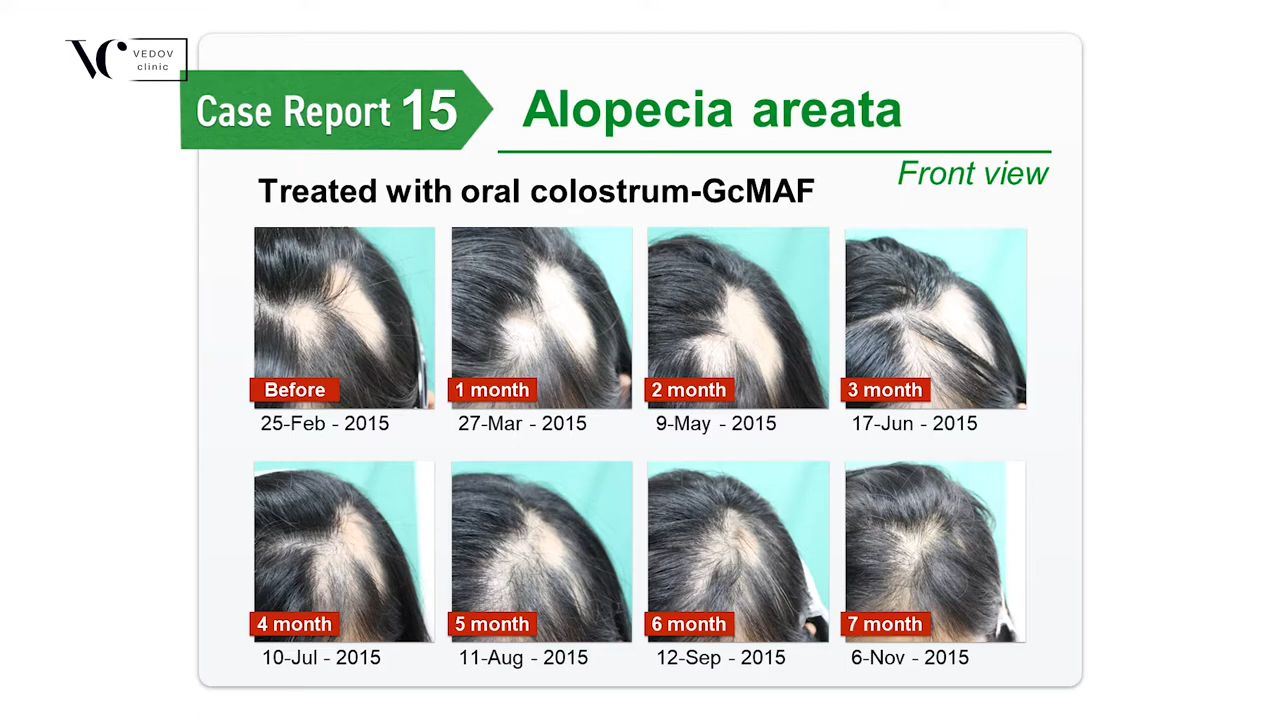 VC VEDOV
clinic
Case Report 15
Alopecia areata
Front view
Treated with oral colostrum-GcMAF
Before
1 month
2 month
3 month
25-Feb - 2015
27-Mar - 2015
9-May - 2015
17-Jun - 2015
4 month
5 month
6 month
7 month
10-Jul - 2015
11-Aug - 2015
12-Sep - 2015
6-Nov - 2015